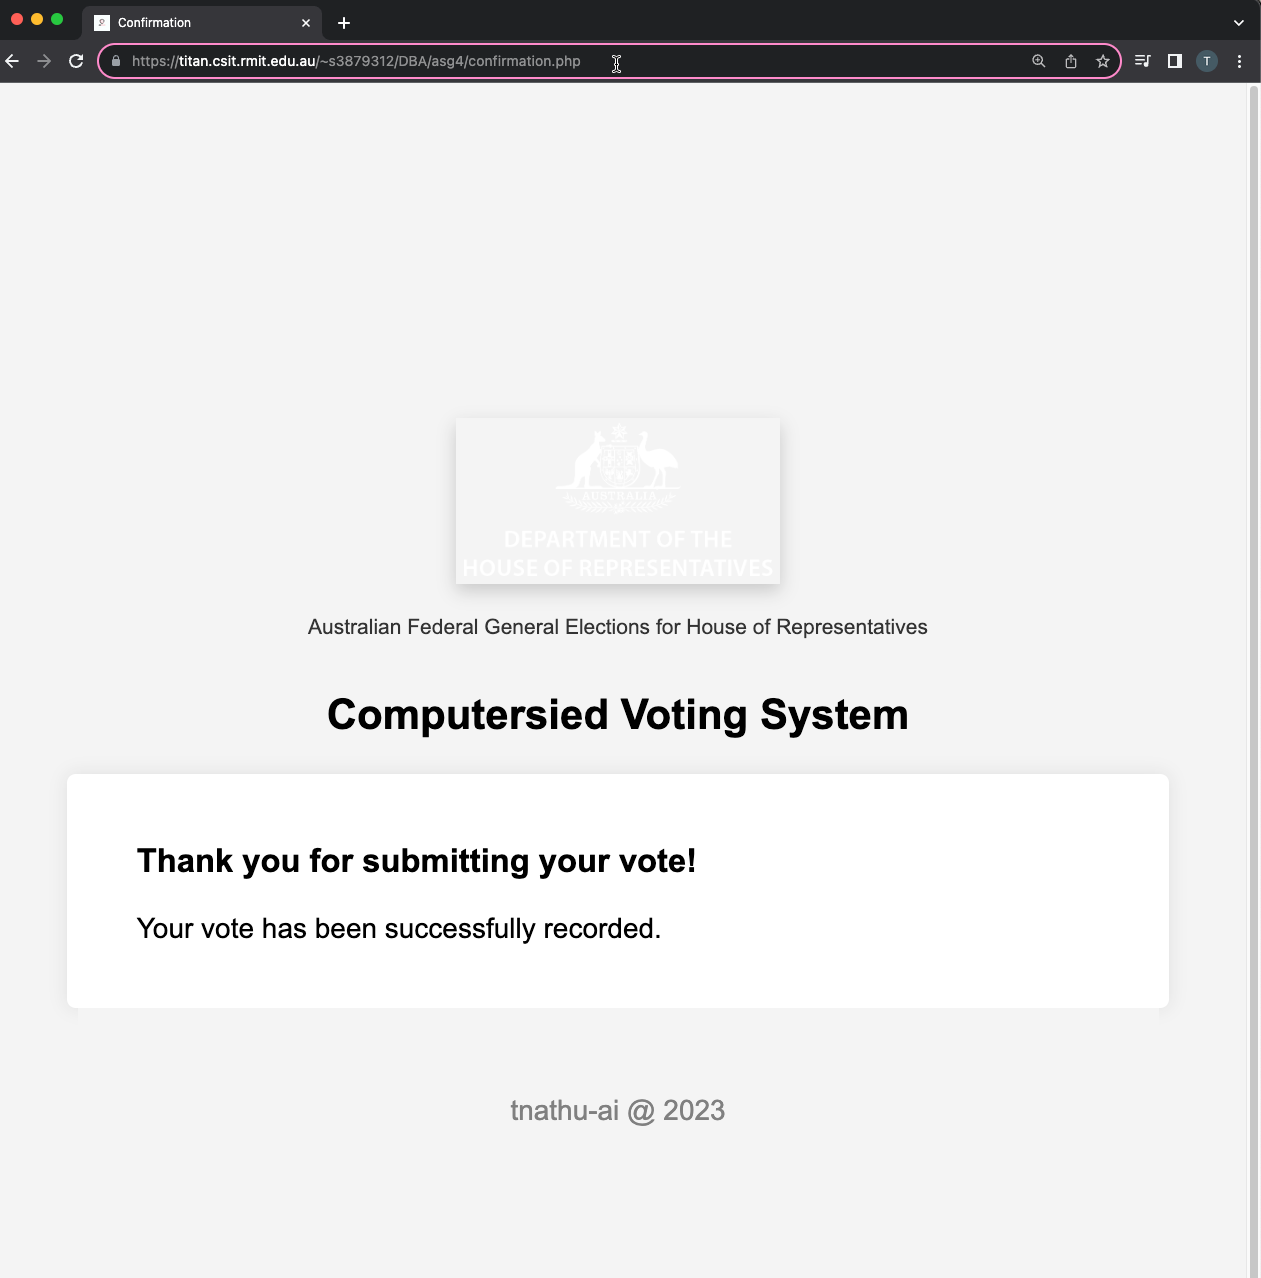 Confirmation
https://titan.csit.rmit.edu.au/~s3879312/DBA/asg4/confirmation.php
T
AUSTRALIA
DEPARTMENT OF THE
HOUSE OF REPRESENTATIVES
Australian Federal General Elections for House of Representatives
Computersied Voting System
Thank you for submitting your vote!
Your vote has been successfully recorded.
tnathu-ai @ 2023